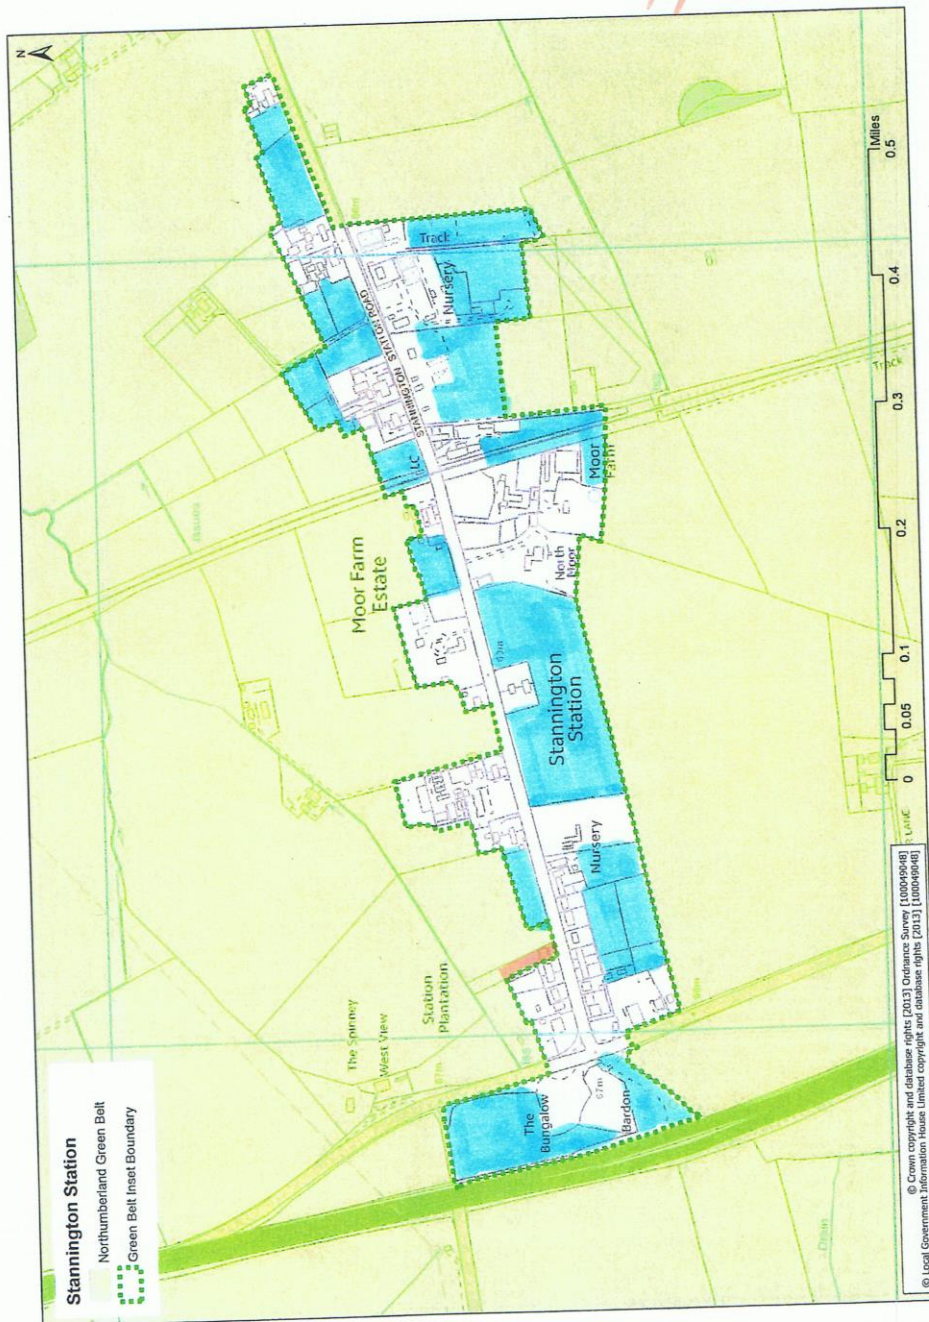 Stannington Station
Northumberland Green Belt
Green Belt Inset Boundary
N
The Spinney
West View
Station
Plantation
Moor Farm
Estate
STATION ROAD
STANNINGTON
LC
Track
Nursery
Moor
Farm
North
Moor
Stannington
Station
Nursery
The
Bungalow
Bardon
67m
Track
Drain
LANE
0
0.05
0.1
0.2
0.3
0.4
0.5
Miles
© Crown copyright and database rights [2013] Ordnance Survey [100049048]
© Local Government Information House Limited copyright and database rights [2013] [100049048]